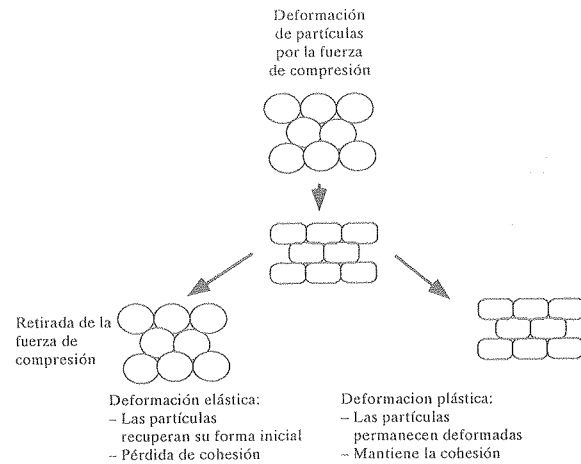 Deformación
de partículas
por la fuerza
de compresión
Retirada de la
fuerza de
compresión
Deformación elástica:
– Las partículas
recuperan su forma inicial
– Pérdida de cohesión
Deformacion plástica:
– Las partículas
permanecen deformadas
– Mantiene la cohesión